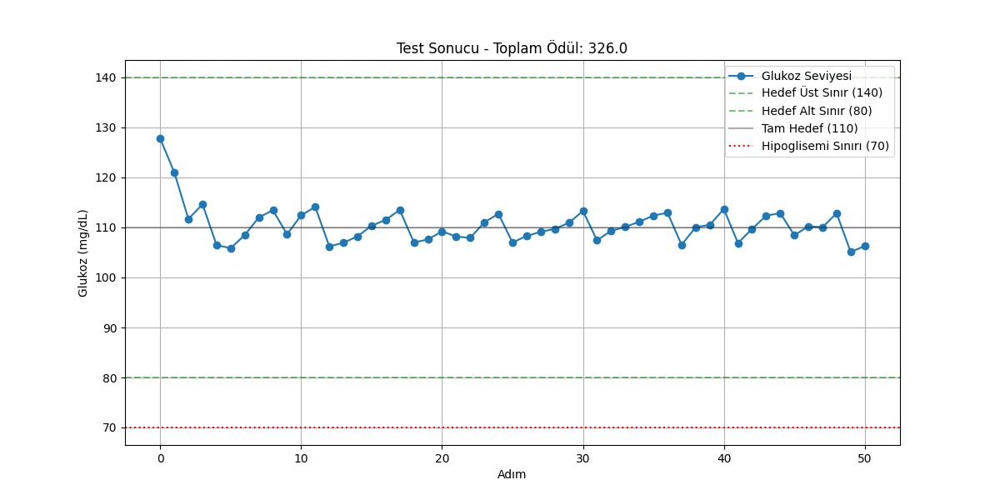 Test Sonucu - Toplam Ödül: 326.0
Glukoz Seviyesi
Hedef Üst Sınır (140)
Hedef Alt Sınır (80)
Tam Hedef (110)
Hipoglisemi Sınırı (70)
Glukoz (mg/dL)
140
130
120
110
100
90
80
70
0 10 20 30 40 50
Adım